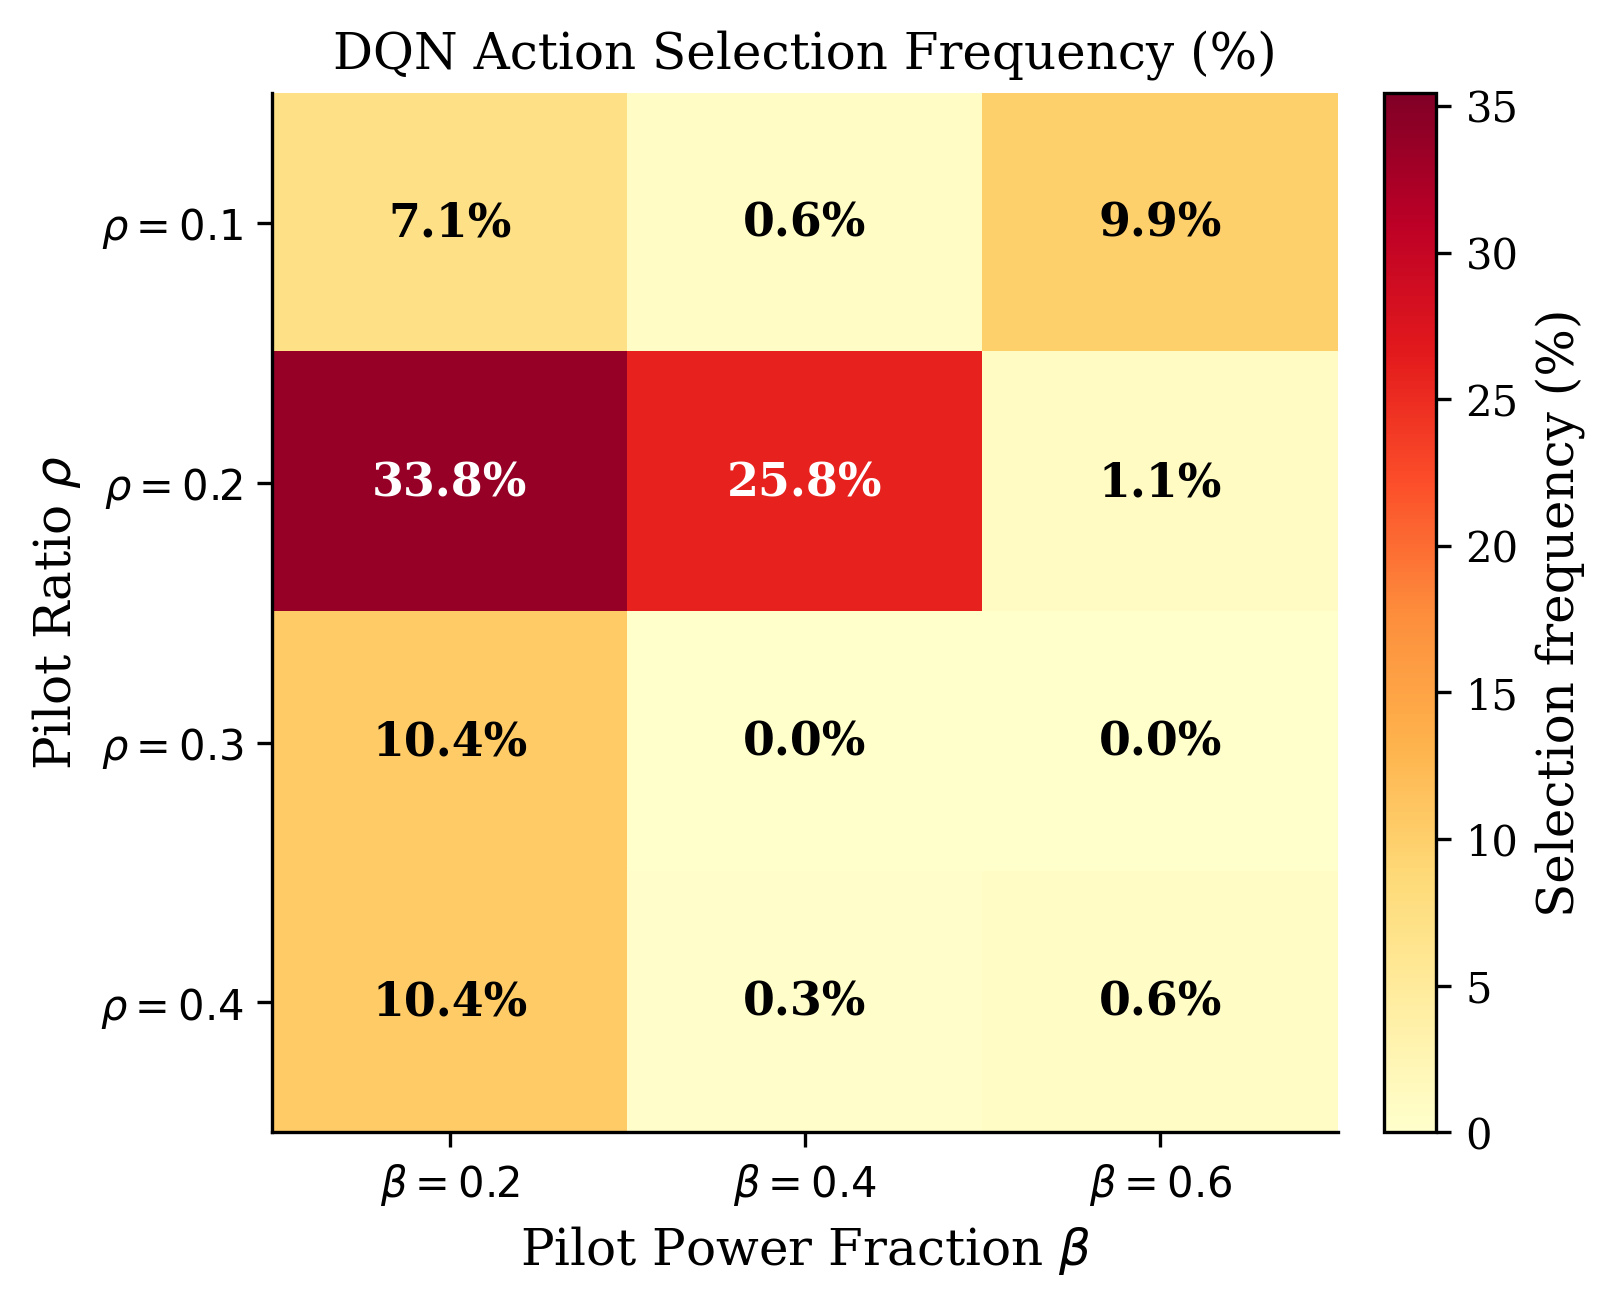 DQN Action Selection Frequency (%)
Pilot Ratio ρ
ρ = 0.1
7.1%
0.6%
9.9%
ρ = 0.2
33.8%
25.8%
1.1%
ρ = 0.3
10.4%
0.0%
0.0%
ρ = 0.4
10.4%
0.3%
0.6%
β = 0.2
β = 0.4
β = 0.6
Pilot Power Fraction β
35
30
25
20
15
10
5
0
Selection frequency (%)